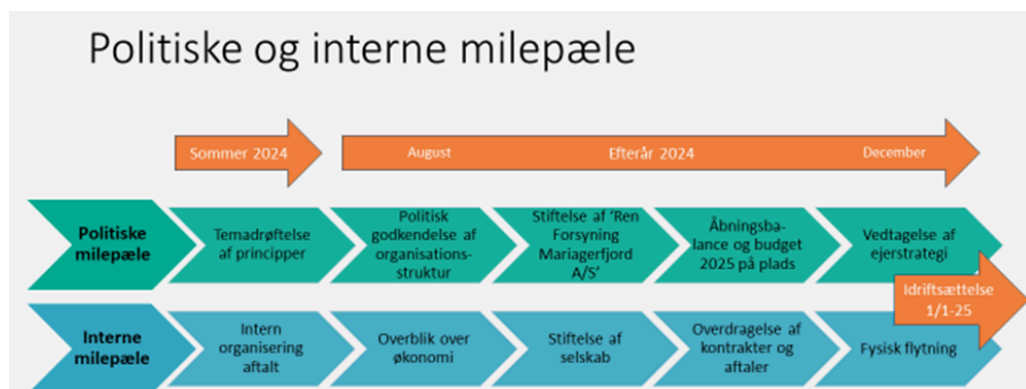 Politiske og interne milepæle
Sommer 2024
August
Efterår 2024
December
Politiske
milepæle
Temadrøftelse
af principper
Politisk
godkendelse af
organisations-
struktur
Stiftelse af 'Ren
Forsyning
Mariagerfjord
A/S'
Åbningsba-
lance og budget
2025 på plads
Vedtagelse af
ejerstrategi
Idriftsættelse
1/1-25
Interne
milepæle
Intern
organisering
aftalt
Overblik over
økonomi
Stiftelse af
selskab
Overdragelse af
kontrakter og
aftaler
Fysisk flytning